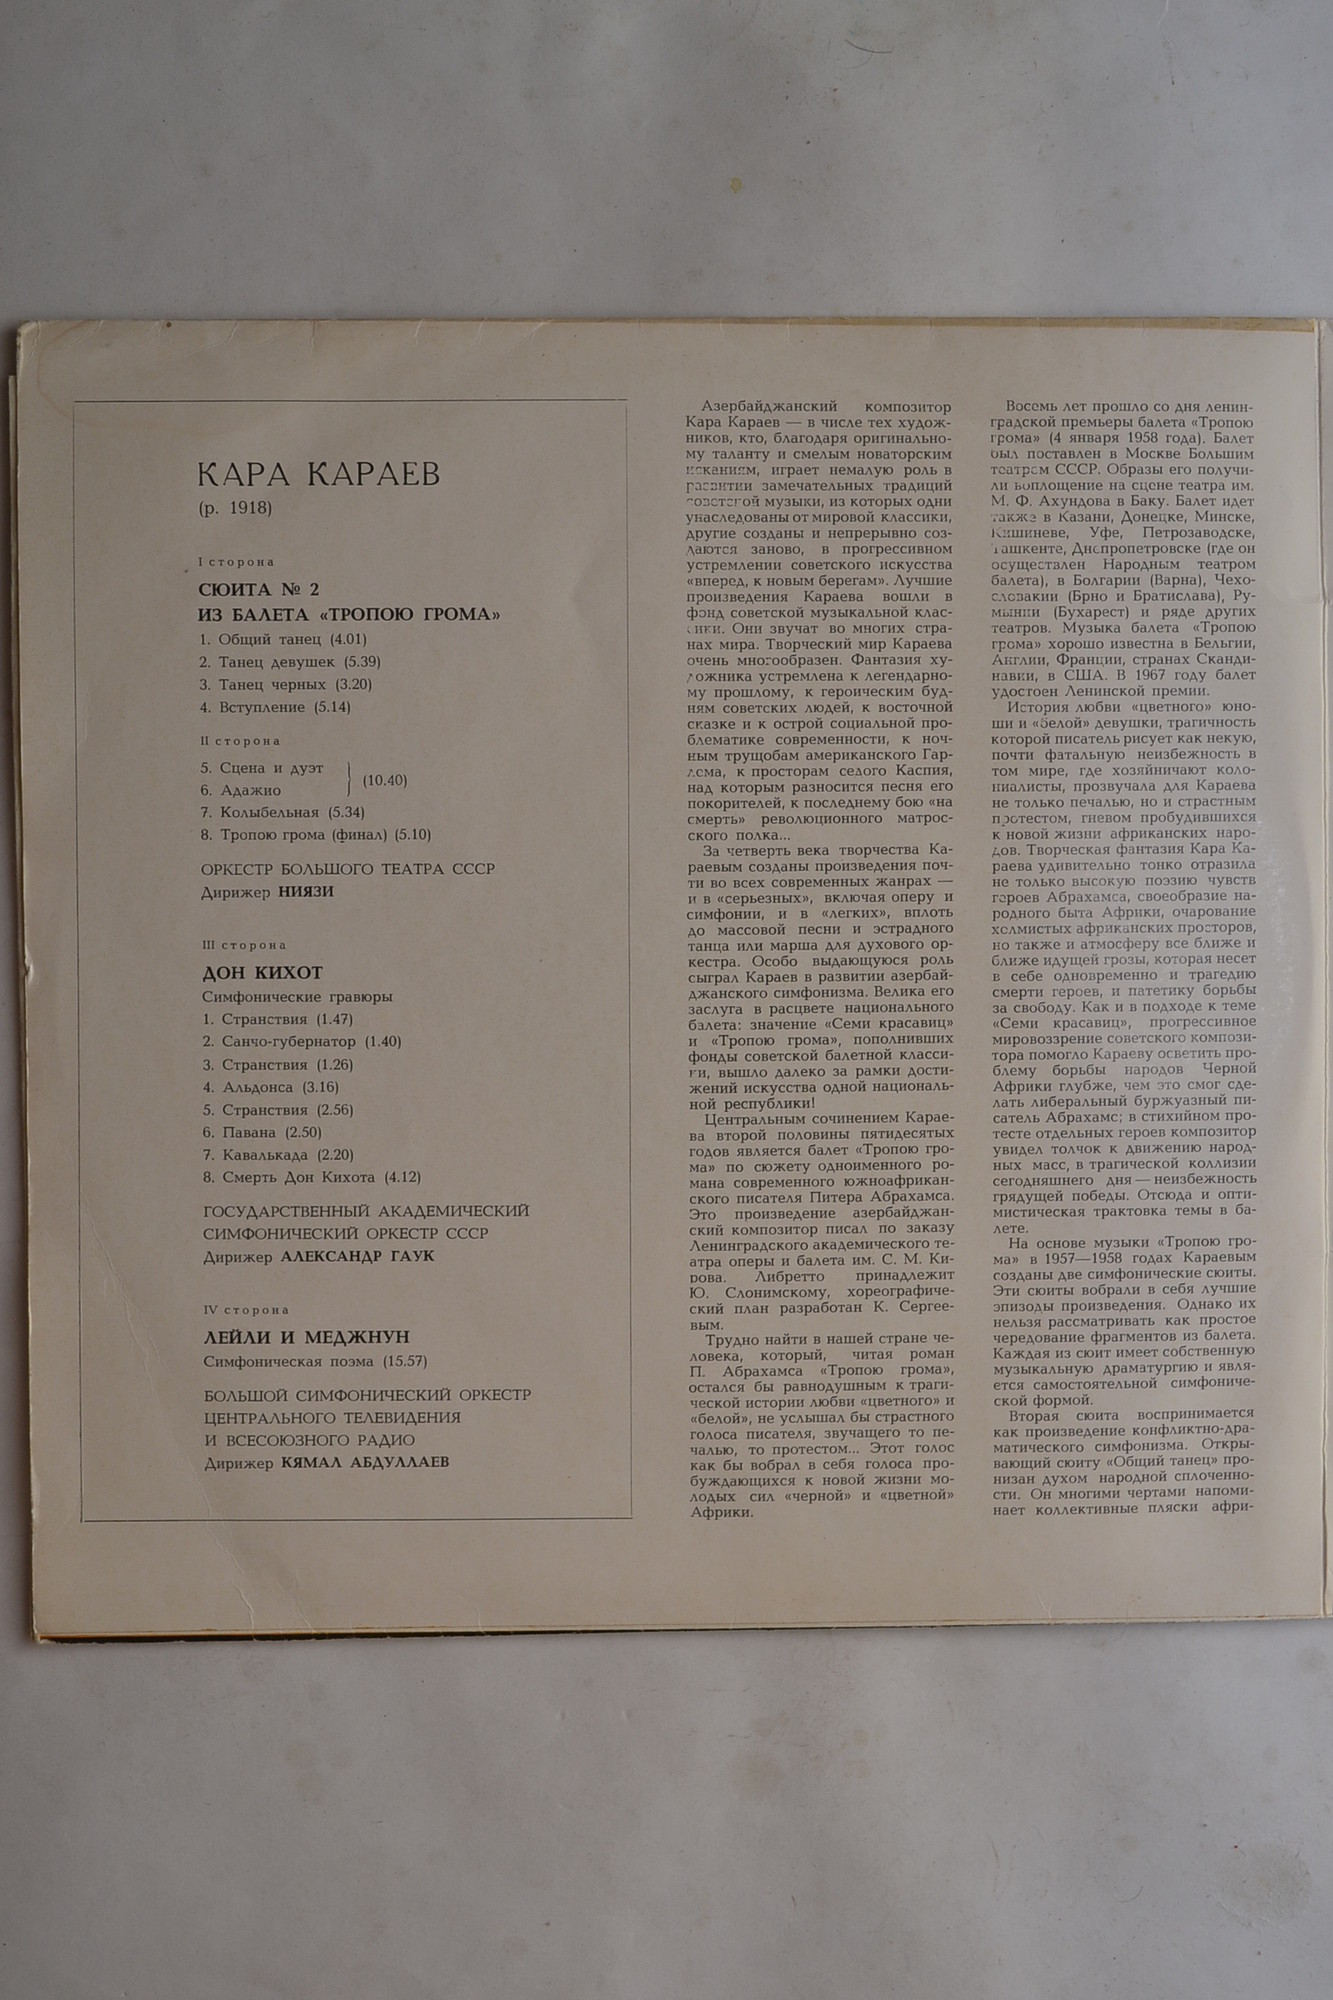 КАРА КАРАЕВ
(р. 1918)
I сторона
СЮИТА № 2
ИЗ БАЛЕТА «ТРОПОЮ ГРОМА»
1. Общий танец (4.01)
2. Танец девушек (5.39)
3. Танец черных (3.20)
4. Вступление (5.14)
II сторона
5. Сцена и дуэт
6. Адажио
(10.40)
7. Колыбельная (5.34)
8. Тропою грома (финал) (5.10)
ОРКЕСТР БОЛЬШОГО ТЕАТРА СССР
Дирижер НИЯЗИ
III сторона
ДОН КИХОТ
Симфонические гравюры
1. Странствия (1.47)
2. Санчо-губернатор (1.40)
3. Странствия (1.26)
4. Альдонса (3.16)
5. Странствия (2.56)
6. Павана (2.50)
7. Кавалькада (2.20)
8. Смерть Дон Кихота (4.12)
ГОСУДАРСТВЕННЫЙ АКАДЕМИЧЕСКИЙ
СИМФОНИЧЕСКИЙ ОРКЕСТР СССР
Дирижер АЛЕКСАНДР ГАУК
IV сторона
ЛЕЙЛИ И МЕДЖНУН
Симфоническая поэма (15.57)
БОЛЬШОЙ СИМФОНИЧЕСКИЙ ОРКЕСТР
ЦЕНТРАЛЬНОГО ТЕЛЕВИДЕНИЯ
И ВСЕСОЮЗНОГО РАДИО
Дирижер КЯМАЛ АБДУЛЛАЕВ
Азербайджанский композитор
Кара Караев — в числе тех худож-
ников, кто, благодаря оригинально-
му таланту и смелым новаторским
исканиям, играет немалую роль в
развитии замечательных традиций
советской музыки, из которых одни
унаследованы от мировой классики,
другие созданы и непрерывно соз-
даются заново, в прогрессивном
устремлении советского искусства
«вперед, к новым берегам». Лучшие
произведения Караева вошли в
фонд советской музыкальной клас-
сики. Они звучат во многих стра-
нах мира. Творческий мир Караева
очень многообразен. Фантазия ху-
дожника устремлена к легендарно-
му прошлому, к героическим буд-
ням советских людей, к восточной
сказке и к острой социальной про-
блематике современности, к ноч-
ным трущобам американского Гар-
лема, к просторам седого Каспия,
над которым разносится песня его
покорителей, к последнему бою «на
смерть» революционного матрос-
ского полка...
За четверть века творчества Ка-
раевым созданы произведения поч-
ти во всех современных жанрах —
и в «серьезных», включая оперу и
симфонии, и в «легких», вплоть
до массовой песни и эстрадного
танца или марша для духового ор-
кестра. Особо выдающуюся роль
сыграл Караев в развитии азербай-
джанского симфонизма. Велика его
заслуга в расцвете национального
балета: значение «Семи красавиц»
и «Тропою грома», пополнивших
фонды советской балетной класси-
ки, вышло далеко за рамки дости-
жений искусства одной националь-
ной республики!
Центральным сочинением Карае-
ва второй половины пятидесятых
годов является балет «Тропою гро-
ма» по сюжету одноименного ро-
мана современного южноафрикан-
ского писателя Питера Абрахамса.
Это произведение азербайджан-
ский композитор писал по заказу
Ленинградского академического те-
атра оперы и балета им. С. М. Ки-
рова. Либретто принадлежит
Ю. Слонимскому, хореографиче-
ский план разработан К. Сергее-
вым.
Трудно найти в нашей стране че-
ловека, который, читая роман
П. Абрахамса «Тропою грома»,
остался бы равнодушным к траги-
ческой истории любви «цветного» и
«белой», не услышал бы страстного
голоса писателя, звучащего то пе-
чалью, то протестом... Этот голос
как бы вобрал в себя голоса про-
буждающихся к новой жизни мо-
лодых сил «черной» и «цветной»
Африки.
Восемь лет прошло со дня ленин-
градской премьеры балета «Тропою
грома» (4 января 1958 года). Балет
был поставлен в Москве Большим
театром СССР. Образы его получи-
ли воплощение на сцене театра им.
М. Ф. Ахундова в Баку. Балет идет
также в Казани, Донецке, Минске,
Кишиневе, Уфе, Петрозаводске,
Ташкенте, Днепропетровске (где он
осуществлен Народным театром
балета), в Болгарии (Варна), Чехо-
словакии (Брно и Братислава), Ру-
мынии (Бухарест) и ряде других
театров. Музыка балета «Тропою
грома» хорошо известна в Бельгии,
Англии, Франции, странах Сканди-
навии, в США. В 1967 году балет
удостоен Ленинской премии.
История любви «цветного» юно-
ши и «белой» девушки, трагичность
которой писатель рисует как некую,
почти фатальную неизбежность в
том мире, где хозяйничают коло-
ниалисты, прозвучала для Караева
не только печалью, но и страстным
протестом, гневом пробудившихся
к новой жизни африканских наро-
дов. Творческая фантазия Кара Ка-
раева удивительно тонко отразила
не только высокую поэзию чувств
героев Абрахамса, своеобразие на-
родного быта Африки, очарование
холмистых африканских просторов,
но также и атмосферу все ближе и
ближе идущей грозы, которая несет
в себе одновременно и трагедию
смерти героев, и патетику борьбы
за свободу. Как и в подходе к теме
«Семи красавиц», прогрессивное
мировоззрение советского компози-
тора помогло Караеву осветить про-
блему борьбы народов Черной
Африки глубже, чем это смог сде-
лать либеральный буржуазный пи-
сатель Абрахамс; в стихийном про-
тесте отдельных героев композитор
увидел толчок к движению народ-
ных масс, в трагической коллизии
сегодняшнего дня — неизбежность
грядущей победы. Отсюда и опти-
мистическая трактовка темы в ба-
лете.
На основе музыки «Тропою гро-
ма» в 1957—1958 годах Караевым
созданы две симфонические сюиты.
Эти сюиты вобрали в себя лучшие
эпизоды произведения. Однако их
нельзя рассматривать как простое
чередование фрагментов из балета.
Каждая из сюит имеет собственную
музыкальную драматургию и явля-
ется самостоятельной симфониче-
ской формой.
Вторая сюита воспринимается
как произведение конфликтно-дра-
матического симфонизма. Откры-
вающий сюиту «Общий танец» про-
низан духом народной сплоченно-
сти. Он многими чертами напоми-
нает коллективные пляски афри-